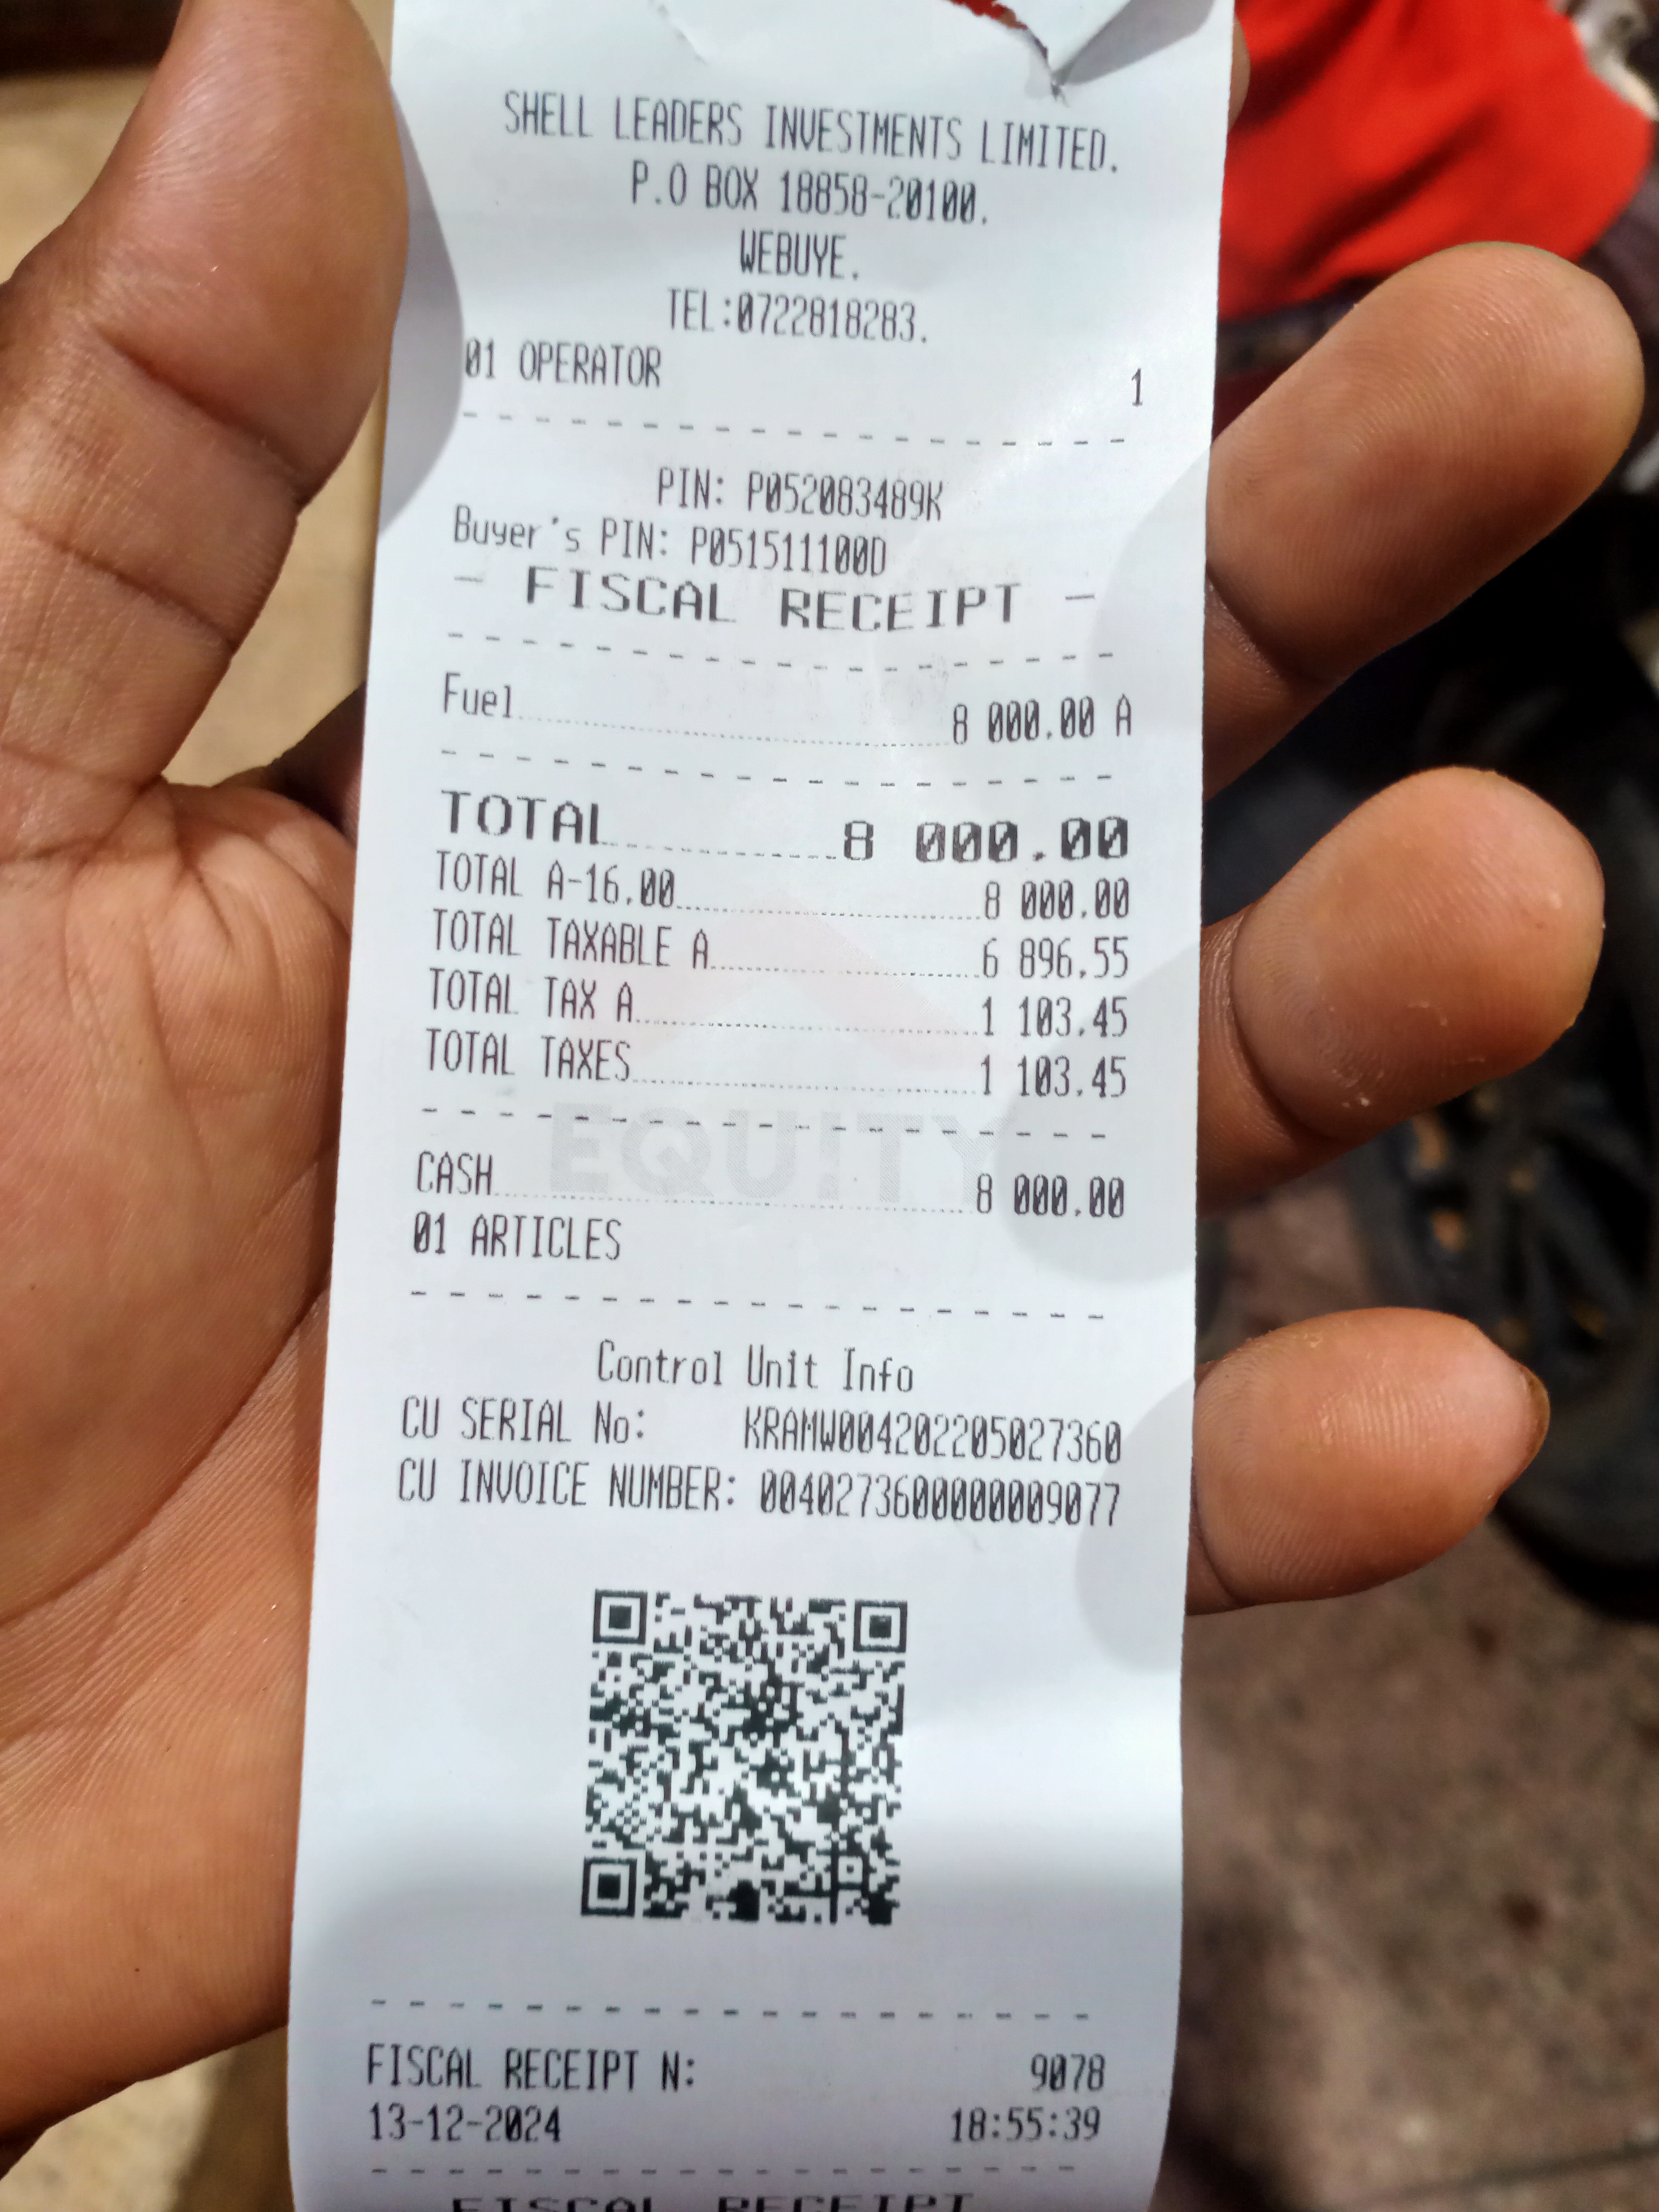 SHELL LEADERS INVESTMENTS LIMITED.
P.O BOX 18858-20100.
WEBUYE.
TEL:0722818283.
01 OPERATOR 1
PIN: P052083489K
Buyer's PIN: P051511100D
- FISCAL RECEIPT -
Fuel 8 000.00 A
TOTAL 8 000.00
TOTAL A-16.00 8 000.00
TOTAL TAXABLE A 6 896.55
TOTAL TAX A 1 103.45
TOTAL TAXES 1 103.45
EQUITY
CASH 8 000.00
01 ARTICLES
Control Unit Info
CU SERIAL No: KRAMW004202205027360
CU INVOICE NUMBER: 0040273600000009077
FISCAL RECEIPT N: 9078
13-12-2024 18:55:39
FISCAL RECEIPT